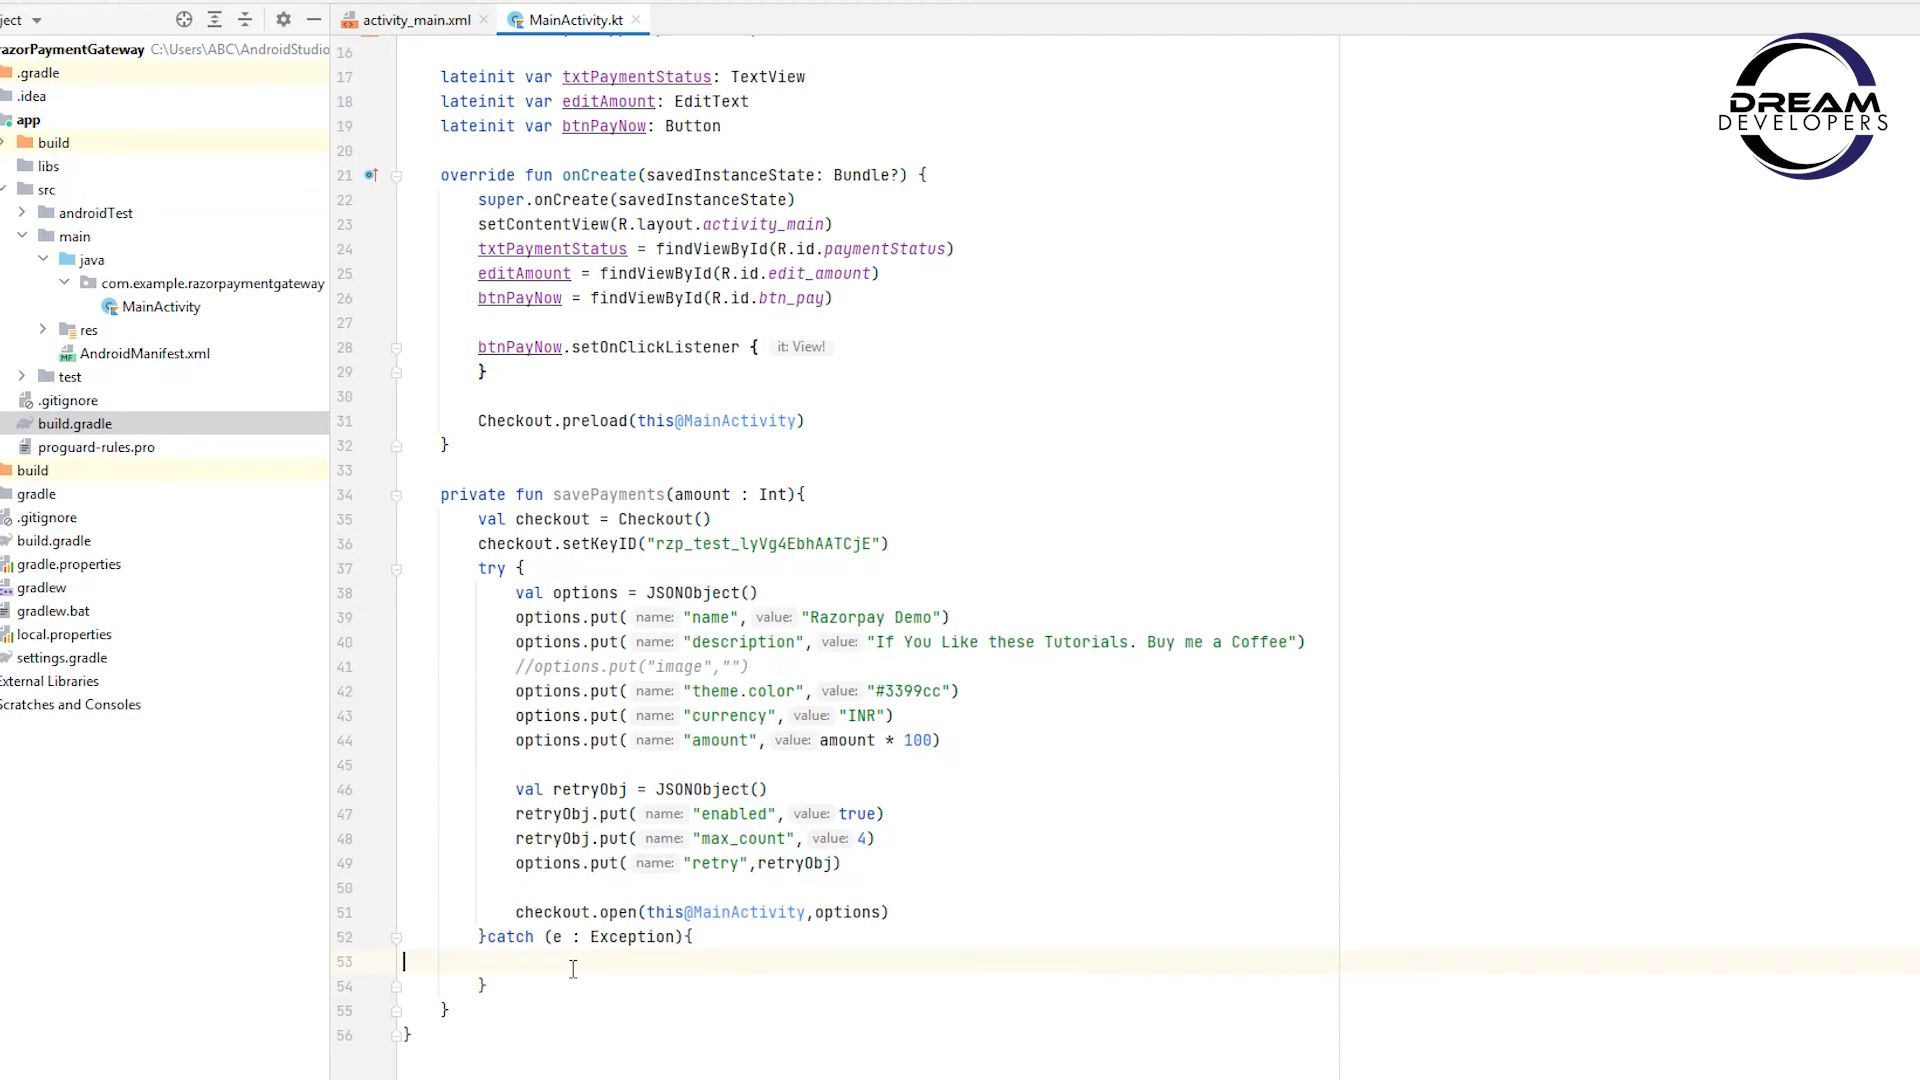 ject
activity_main.xml
MainActivity.kt
razorPaymentGateway C:\Users\ABC\AndroidStudio
.gradle
.idea
app
build
libs
src
androidTest
main
java
com.example.razorpaymentgateway
MainActivity
res
AndroidManifest.xml
test
.gitignore
build.gradle
proguard-rules.pro
build
gradle
.gitignore
build.gradle
gradle.properties
gradlew
gradlew.bat
local.properties
settings.gradle
External Libraries
Scratches and Consoles
16
17 lateinit var txtPaymentStatus: TextView
18 lateinit var editAmount: EditText
19 lateinit var btnPayNow: Button
20
21 override fun onCreate(savedInstanceState: Bundle?) {
22 super.onCreate(savedInstanceState)
23 setContentView(R.layout.activity_main)
24 txtPaymentStatus = findViewById(R.id.paymentStatus)
25 editAmount = findViewById(R.id.edit_amount)
26 btnPayNow = findViewById(R.id.btn_pay)
27
28 btnPayNow.setOnClickListener { it: View!
29 }
30
31 Checkout.preload(this@MainActivity)
32 }
33
34 private fun savePayments(amount : Int){
35 val checkout = Checkout()
36 checkout.setKeyID("rzp_test_lyVg4EbhAATCjE")
37 try {
38 val options = JSONObject()
39 options.put( name: "name", value: "Razorpay Demo")
40 options.put( name: "description", value: "If You Like these Tutorials. Buy me a Coffee")
41 //options.put("image","")
42 options.put( name: "theme.color", value: "#3399cc")
43 options.put( name: "currency", value: "INR")
44 options.put( name: "amount", value: amount * 100)
45
46 val retryObj = JSONObject()
47 retryObj.put( name: "enabled", value: true)
48 retryObj.put( name: "max_count", value: 4)
49 options.put( name: "retry",retryObj)
50
51 checkout.open(this@MainActivity,options)
52 }catch (e : Exception){
53
54 }
55 }
56 }
DREAM
DEVELOPERS